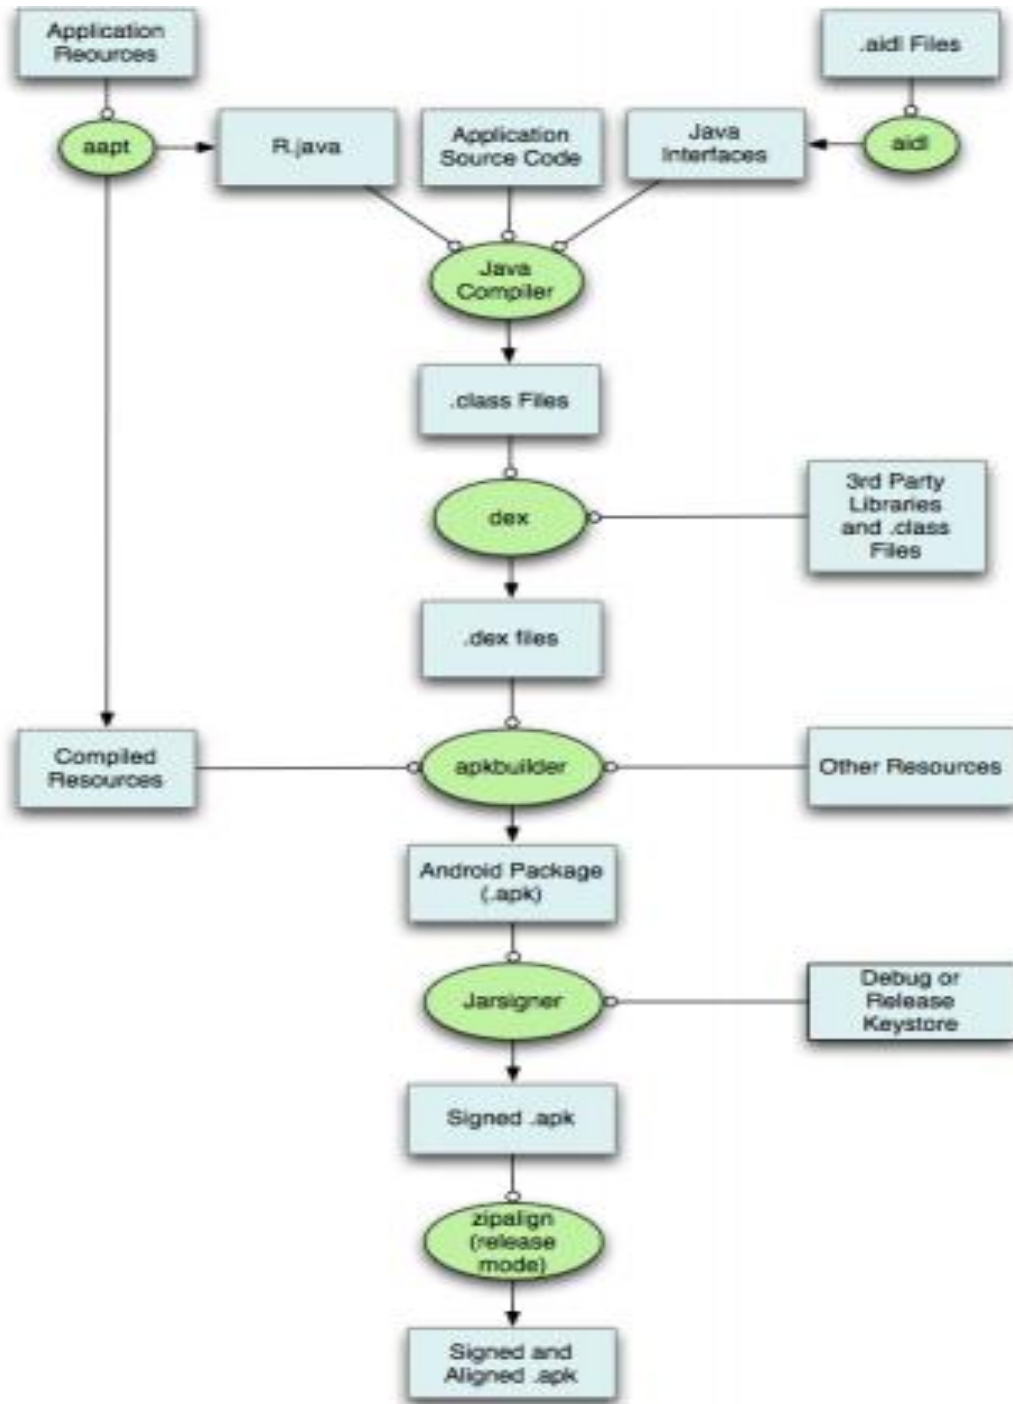 Application
Reources
.aidl Files
aapt
R.java
Application
Source Code
Java
Interfaces
aidl
Java
Compiler
.class Files
dex
3rd Party
Libraries
and .class
Files
.dex files
Compiled
Resources
apkbuilder
Other Resources
Android Package
(.apk)
Jarsigner
Debug or
Release
Keystore
Signed .apk
zipalign
(release
mode)
Signed and
Aligned .apk